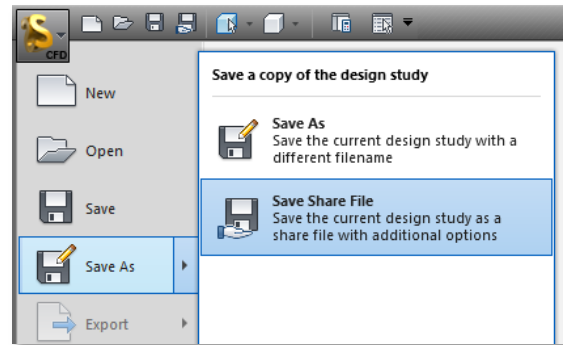 CFD
New
Open
Save
Save As
Export
Save a copy of the design study
Save As
Save the current design study with a
different filename
Save Share File
Save the current design study as a
share file with additional options